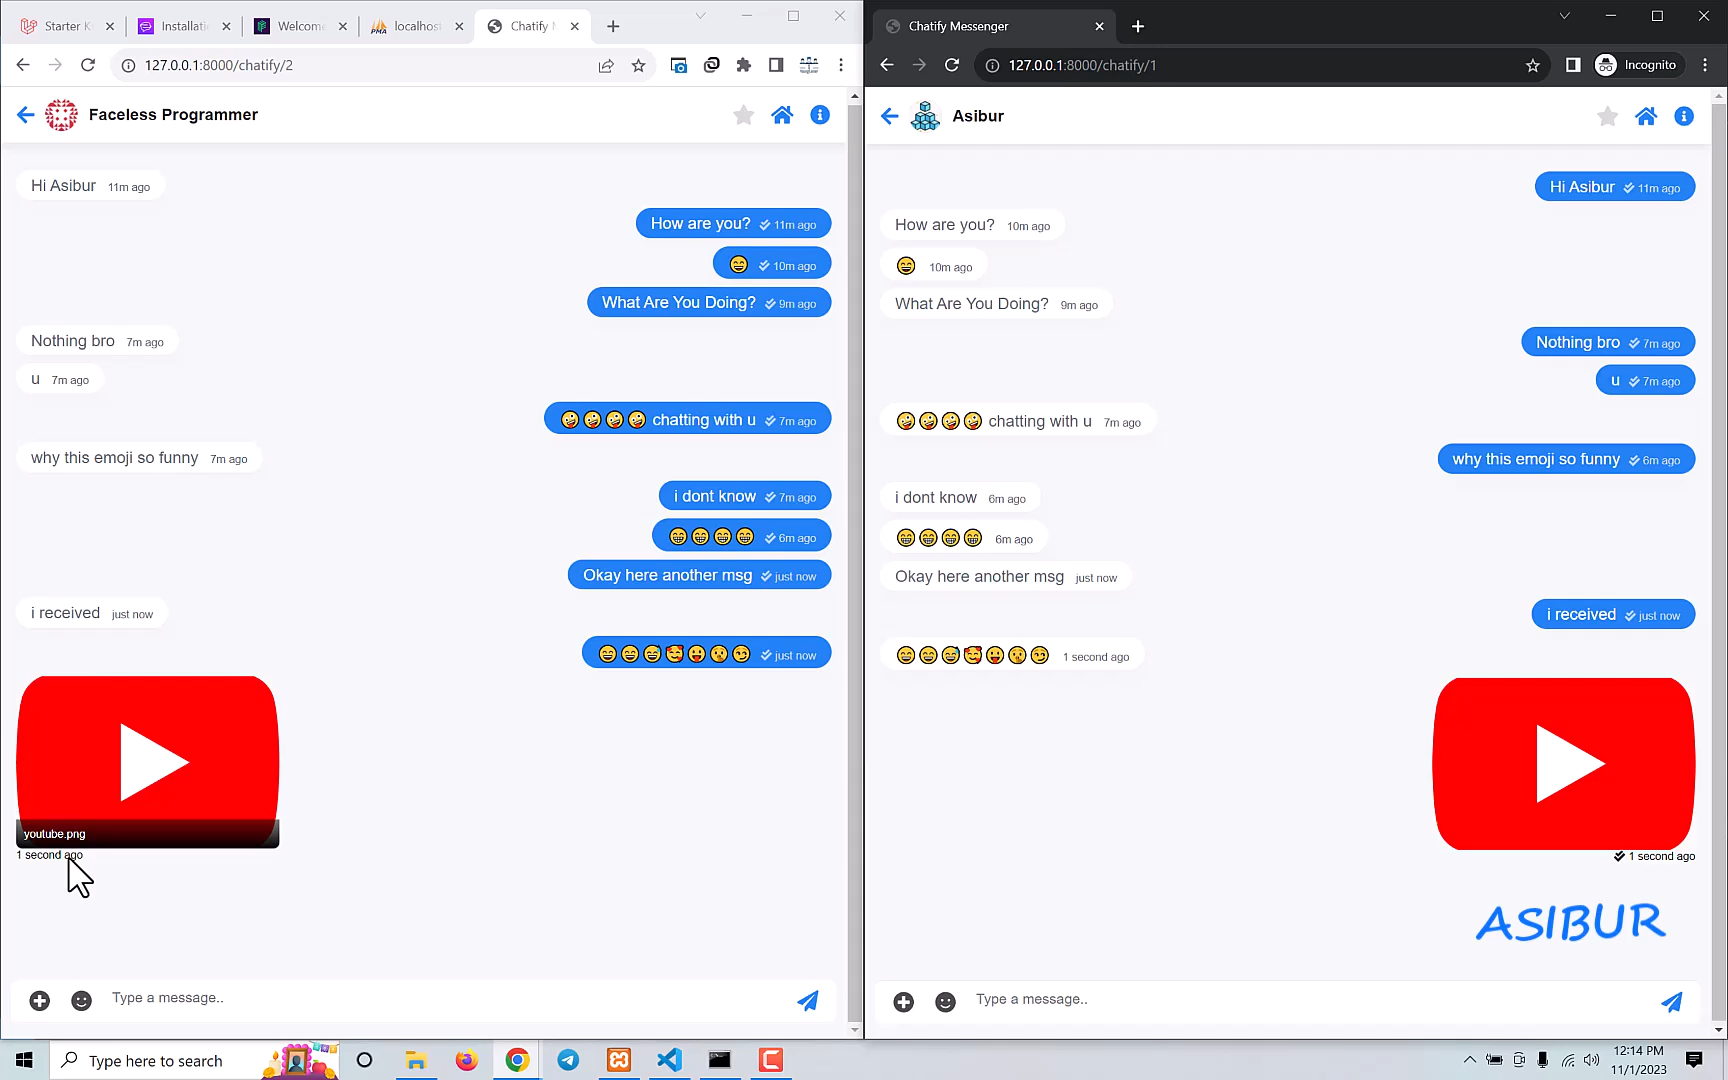 Starter K
Installati
Welcome
PMA
localhos
Chatify M
127.0.0.1:8000/chatify/2
Faceless Programmer
Hi Asibur 11m ago
How are you? 11m ago
10m ago
What Are You Doing? 9m ago
Nothing bro 7m ago
u 7m ago
🤪🤪🤪🤪 chatting with u 7m ago
why this emoji so funny 7m ago
i dont know 7m ago
😁😁😁😁 6m ago
Okay here another msg just now
i received just now
😄😄😅🥰😛😗😏 just now
youtube.png
1 second ago
Type a message..
Chatify Messenger
127.0.0.1:8000/chatify/1
Incognito
Asibur
Hi Asibur 11m ago
How are you? 10m ago
😄 10m ago
What Are You Doing? 9m ago
Nothing bro 7m ago
u 7m ago
🤪🤪🤪🤪 chatting with u 7m ago
why this emoji so funny 6m ago
i dont know 6m ago
😁😁😁😁 6m ago
Okay here another msg just now
i received just now
😄😄😅🥰😛😗😏 1 second ago
1 second ago
ASIBUR
Type a message..
Type here to search
12:14 PM
11/1/2023